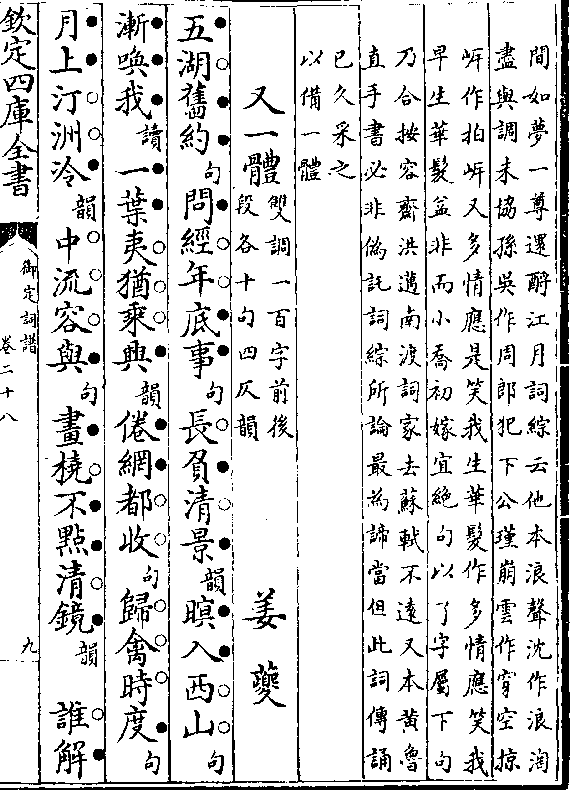 間如夢一尊還酹江月詞綜云他本浪聲沈作浪淘
盡與調未協孫吳作周郎犯下公瑾崩雲作穿空掠
㟁作拍㟁又多情應是笑我生華髮作多情應笑我
早生華髮益非而小喬初嫁宜絶句以了字屬下句
乃合按容齋洪邁南渡詞家去蘇軾不逺又本黄魯
直手書必非偽託詞綜所論最為諦當但此詞傳誦
已久采之
以備一體
又一體 雙調一百字前後
段各十句四仄韻
姜夔
五湖舊約句問經年底事句長負清景韻暝入西山句
漸喚我讀一葉夷猶乘興韻倦網都收句歸禽時度句
月上汀洲冷韻中流容與句畫橈不點清鏡韻 誰解
欽定四庫全書
御定詞譜
卷二十八
九